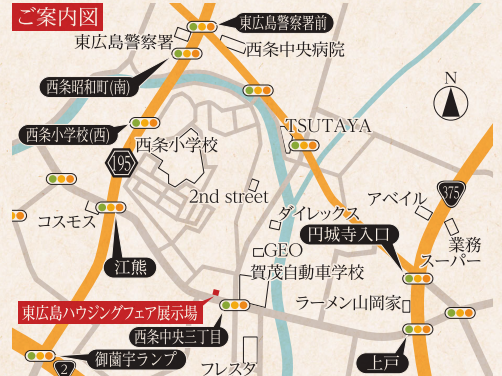 ご案内図
東広島警察署前
東広島警察署
西条中央病院
西条昭和町(南)
西条小学校(西)
TSUTAYA
N
西条小学校
195
2nd street
アベイル
375
ダイレックス
コスモス
円城寺入口
業務
スーパー
GEO
江熊
賀茂自動車学校
東広島ハウジングフェア展示場
ラーメン山岡家
西条中央三丁目
上戸
御薗宇ランプ
2
フレスタ